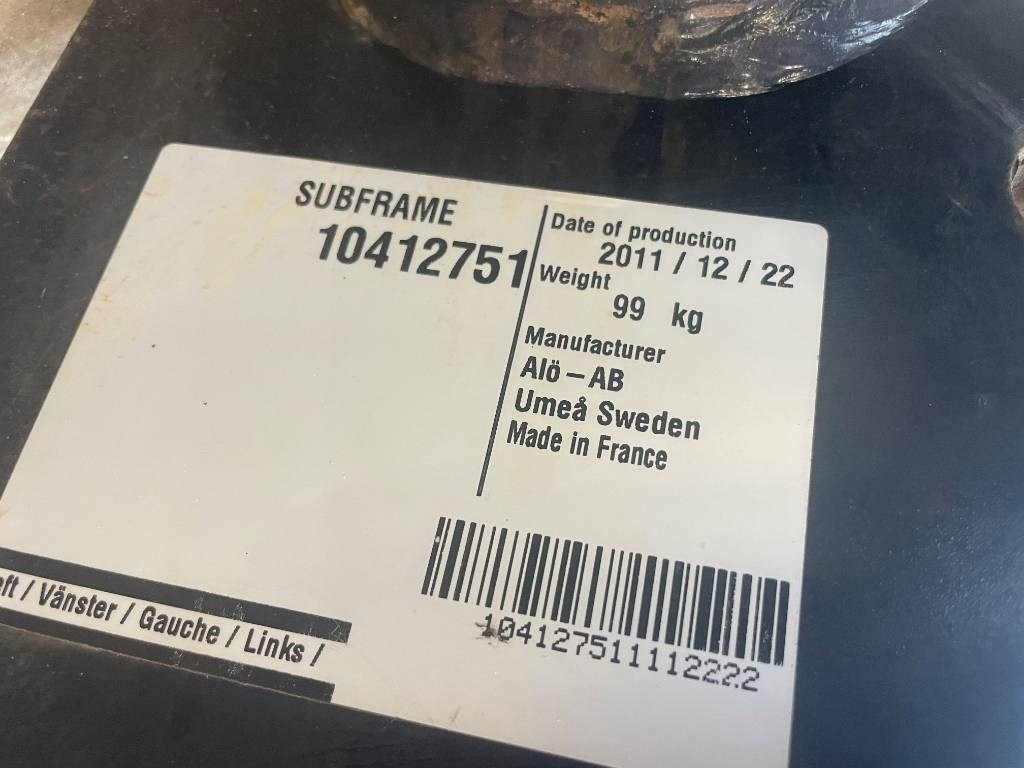 SUBFRAME
10412751
Date of production
2011 / 12 / 22
Weight
99 kg
Manufacturer
Alö – AB
Umeå Sweden
Made in France
eft / Vänster / Gauche / Links /